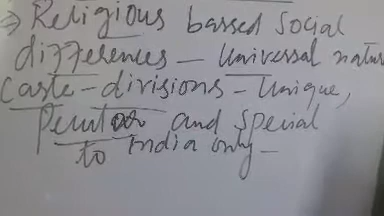 → Religious bassed Social
differences – Universal natur
Caste – divisions – Unique,
and Special
to India only –